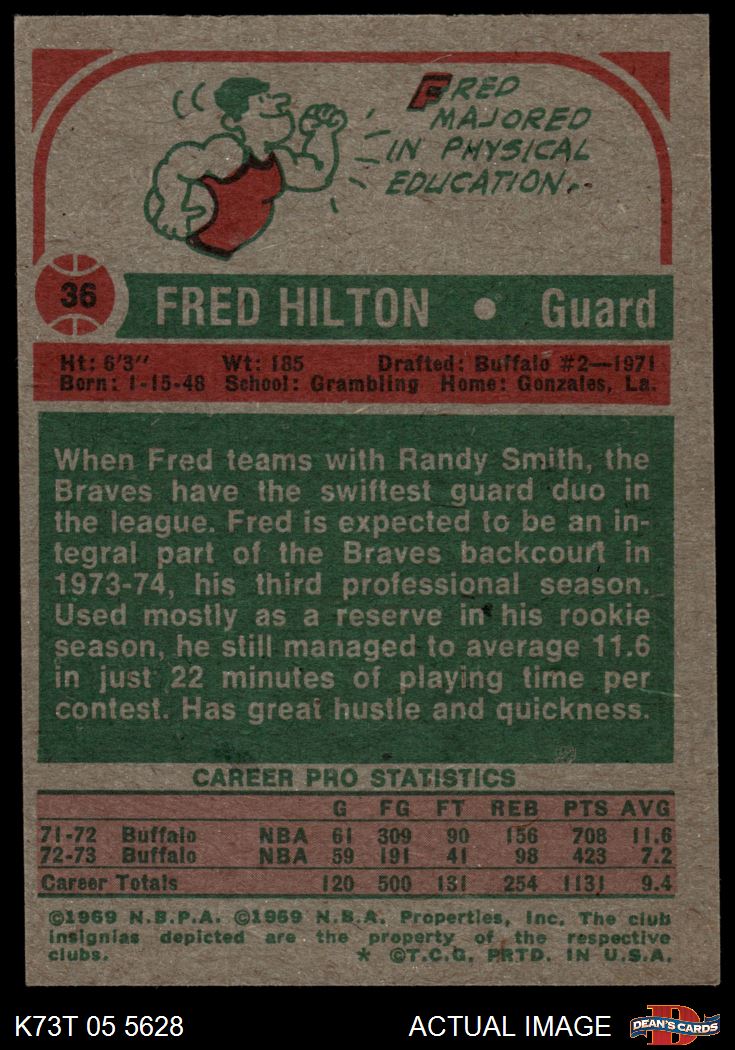 FRED
MAJORED
IN PHYSICAL
EDUCATION.
36 FRED HILTON • Guard
Ht: 6'3" Wt: 185 Drafted: Buffalo #2—1971
Born: 1-15-48 School: Grambling Home: Gonzales, La.
When Fred teams with Randy Smith, the
Braves have the swiftest guard duo in
the league. Fred is expected to be an in-
tegral part of the Braves backcourt in
1973-74, his third professional season.
Used mostly as a reserve in his rookie
season, he still managed to average 11.6
in just 22 minutes of playing time per
contest. Has great hustle and quickness.
CAREER PRO STATISTICS
G FG FT REB PTS AVG
71-72 Buffalo NBA 61 309 90 156 708 11.6
72-73 Buffalo NBA 59 191 41 98 423 7.2
Career Totals 120 500 131 254 1131 9.4
©1969 N.B.P.A. ©1969 N.B.A. Properties, Inc. The club
insignias depicted are the property of the respective
clubs. * ©T.C.G. PRTD. IN U.S.A.
K73T 05 5628 ACTUAL IMAGE D DEAN'S CARDS